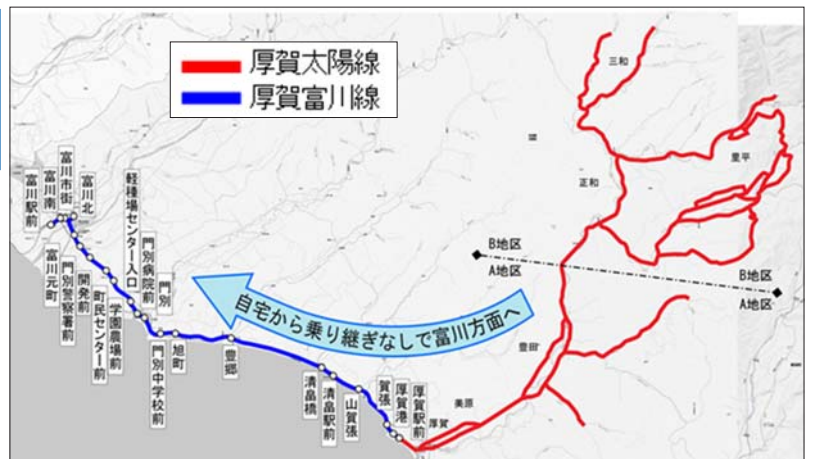 厚賀太陽線
厚賀富川線
三和
里平
正和
B地区
A地区
B地区
A地区
豊田
美原
厚賀
自宅から乗り継ぎなしで富川方面へ
富川駅前
富川南
富川市街
富川北
富川元町
門別警察署前
開発前
町民センター前
学園農場前
軽種馬センター入口
門別病院前
門別
門別中学校前
旭町
豊郷
清畠橋
清畠駅前
山賀張
賀張
厚賀港
厚賀駅前